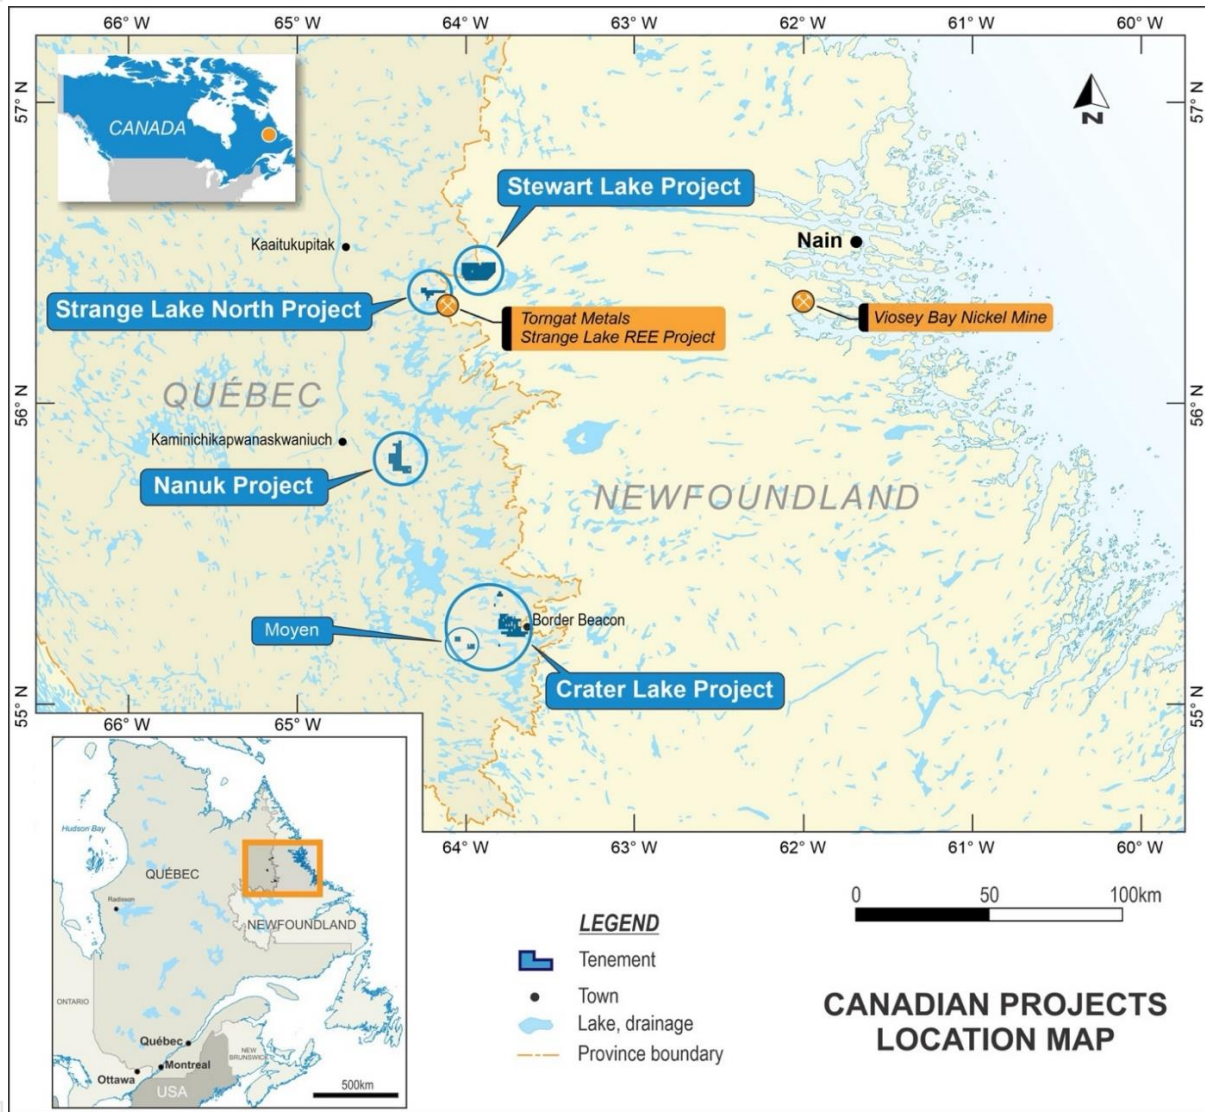 66° W
65° W
64° W
63° W
62° W
61° W
60° W
57° N
57° N
CANADA
N
Stewart Lake Project
Kaaitukupitak
Nain
Strange Lake North Project
Torngat Metals
Strange Lake REE Project
Viosey Bay Nickel Mine
QUÉBEC
56° N
56° N
Kaminichikapwanaskwaniuch
Nanuk Project
NEWFOUNDLAND
Moyen
Border Beacon
Crater Lake Project
55° N
55° N
66° W
65° W
64° W
63° W
62° W
61° W
60° W
Hudson Bay
QUÉBEC
Radisson
NEWFOUNDLAND
ONTARIO
Québec
NEW
BRUNSWICK
Montreal
Ottawa
USA
500km
0
50
100km
LEGEND
Tenement
Town
Lake, drainage
Province boundary
CANADIAN PROJECTS
LOCATION MAP